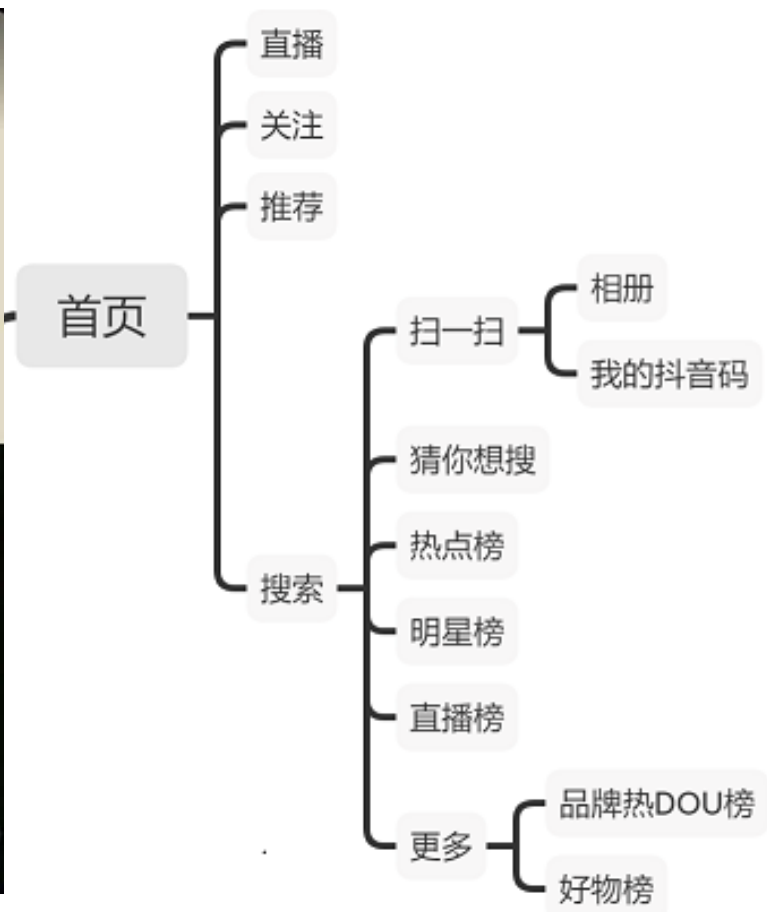 直播
关注
推荐
首页
相册
扫一扫
我的抖音码
猜你想搜
热点榜
搜索
明星榜
直播榜
品牌热DOU榜
更多
好物榜